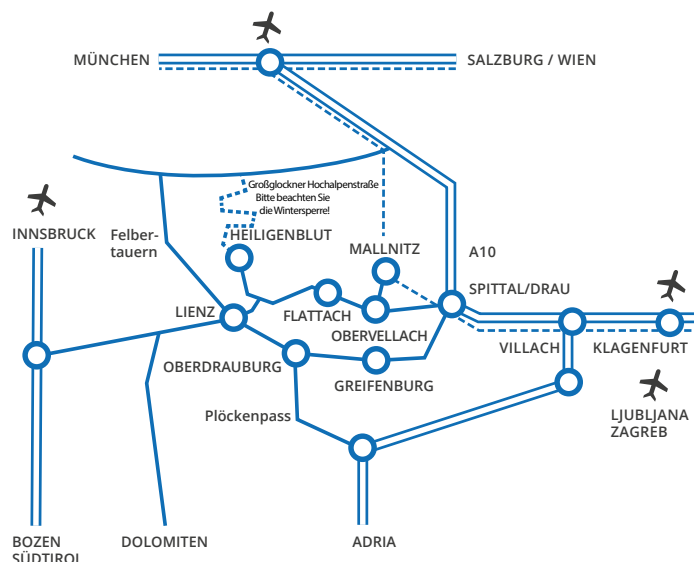 MÜNCHEN
SALZBURG / WIEN
Großglockner Hochalpenstraße
Bitte beachten Sie
die Wintersperre!
INNSBRUCK
Felber-
tauern
HEILIGENBLUT
MALLNITZ
A10
SPITTAL/DRAU
LIENZ
FLATTACH
OBERVELLACH
VILLACH
KLAGENFURT
OBERDRAUBURG
GREIFENBURG
Plöckenpass
LJUBLJANA
ZAGREB
BOZEN
SÜDTIROL
DOLOMITEN
ADRIA